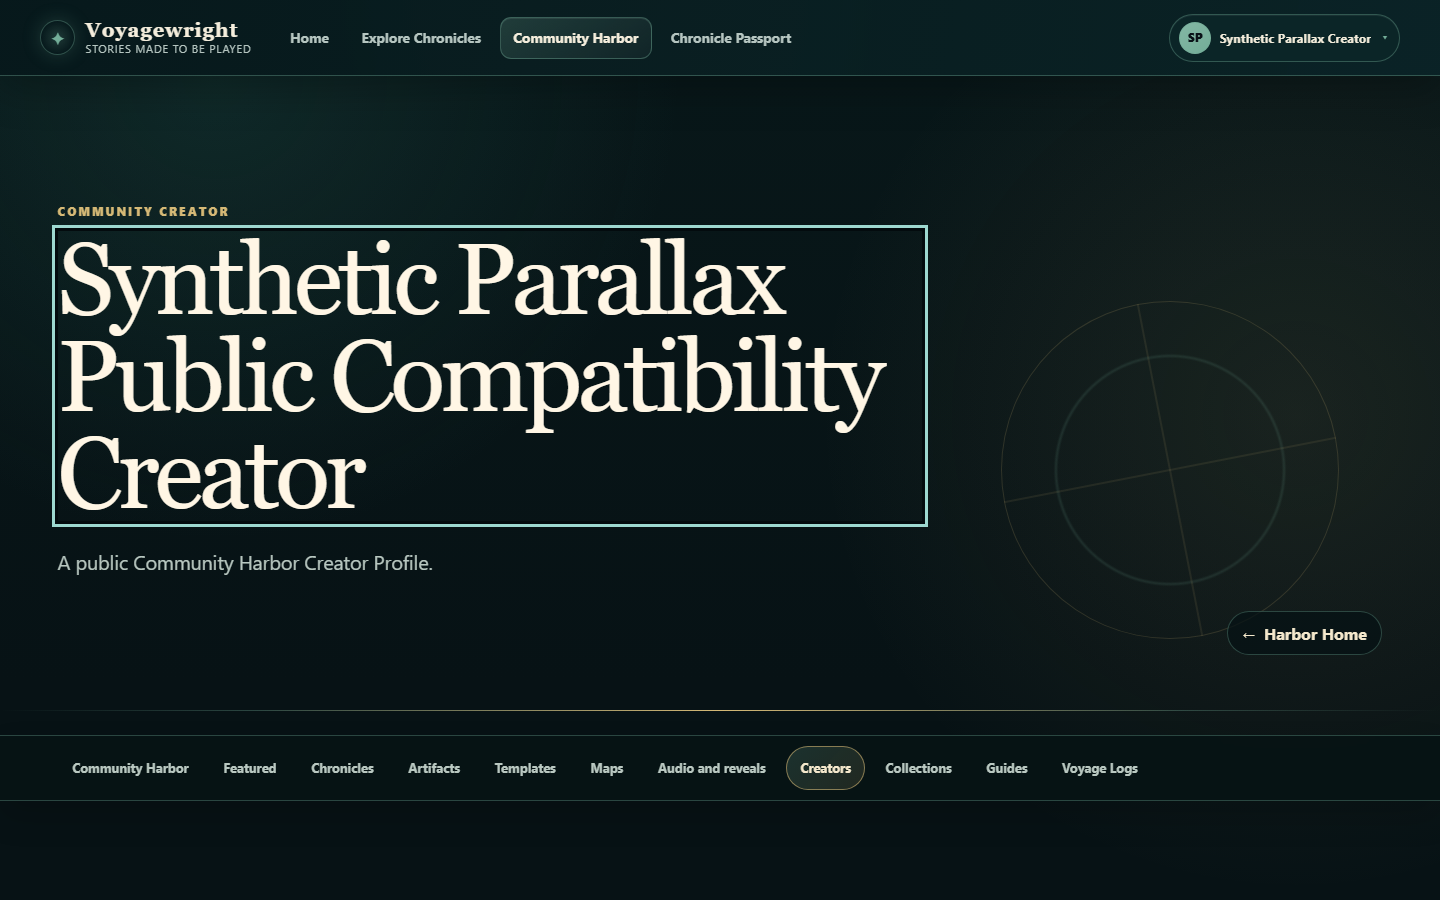 Voyagewright
STORIES MADE TO BE PLAYED
Home
Explore Chronicles
Community Harbor
Chronicle Passport
SP
Synthetic Parallax Creator
COMMUNITY CREATOR
Synthetic Parallax
Public Compatibility
Creator
A public Community Harbor Creator Profile.
← Harbor Home
Community Harbor
Featured
Chronicles
Artifacts
Templates
Maps
Audio and reveals
Creators
Collections
Guides
Voyage Logs